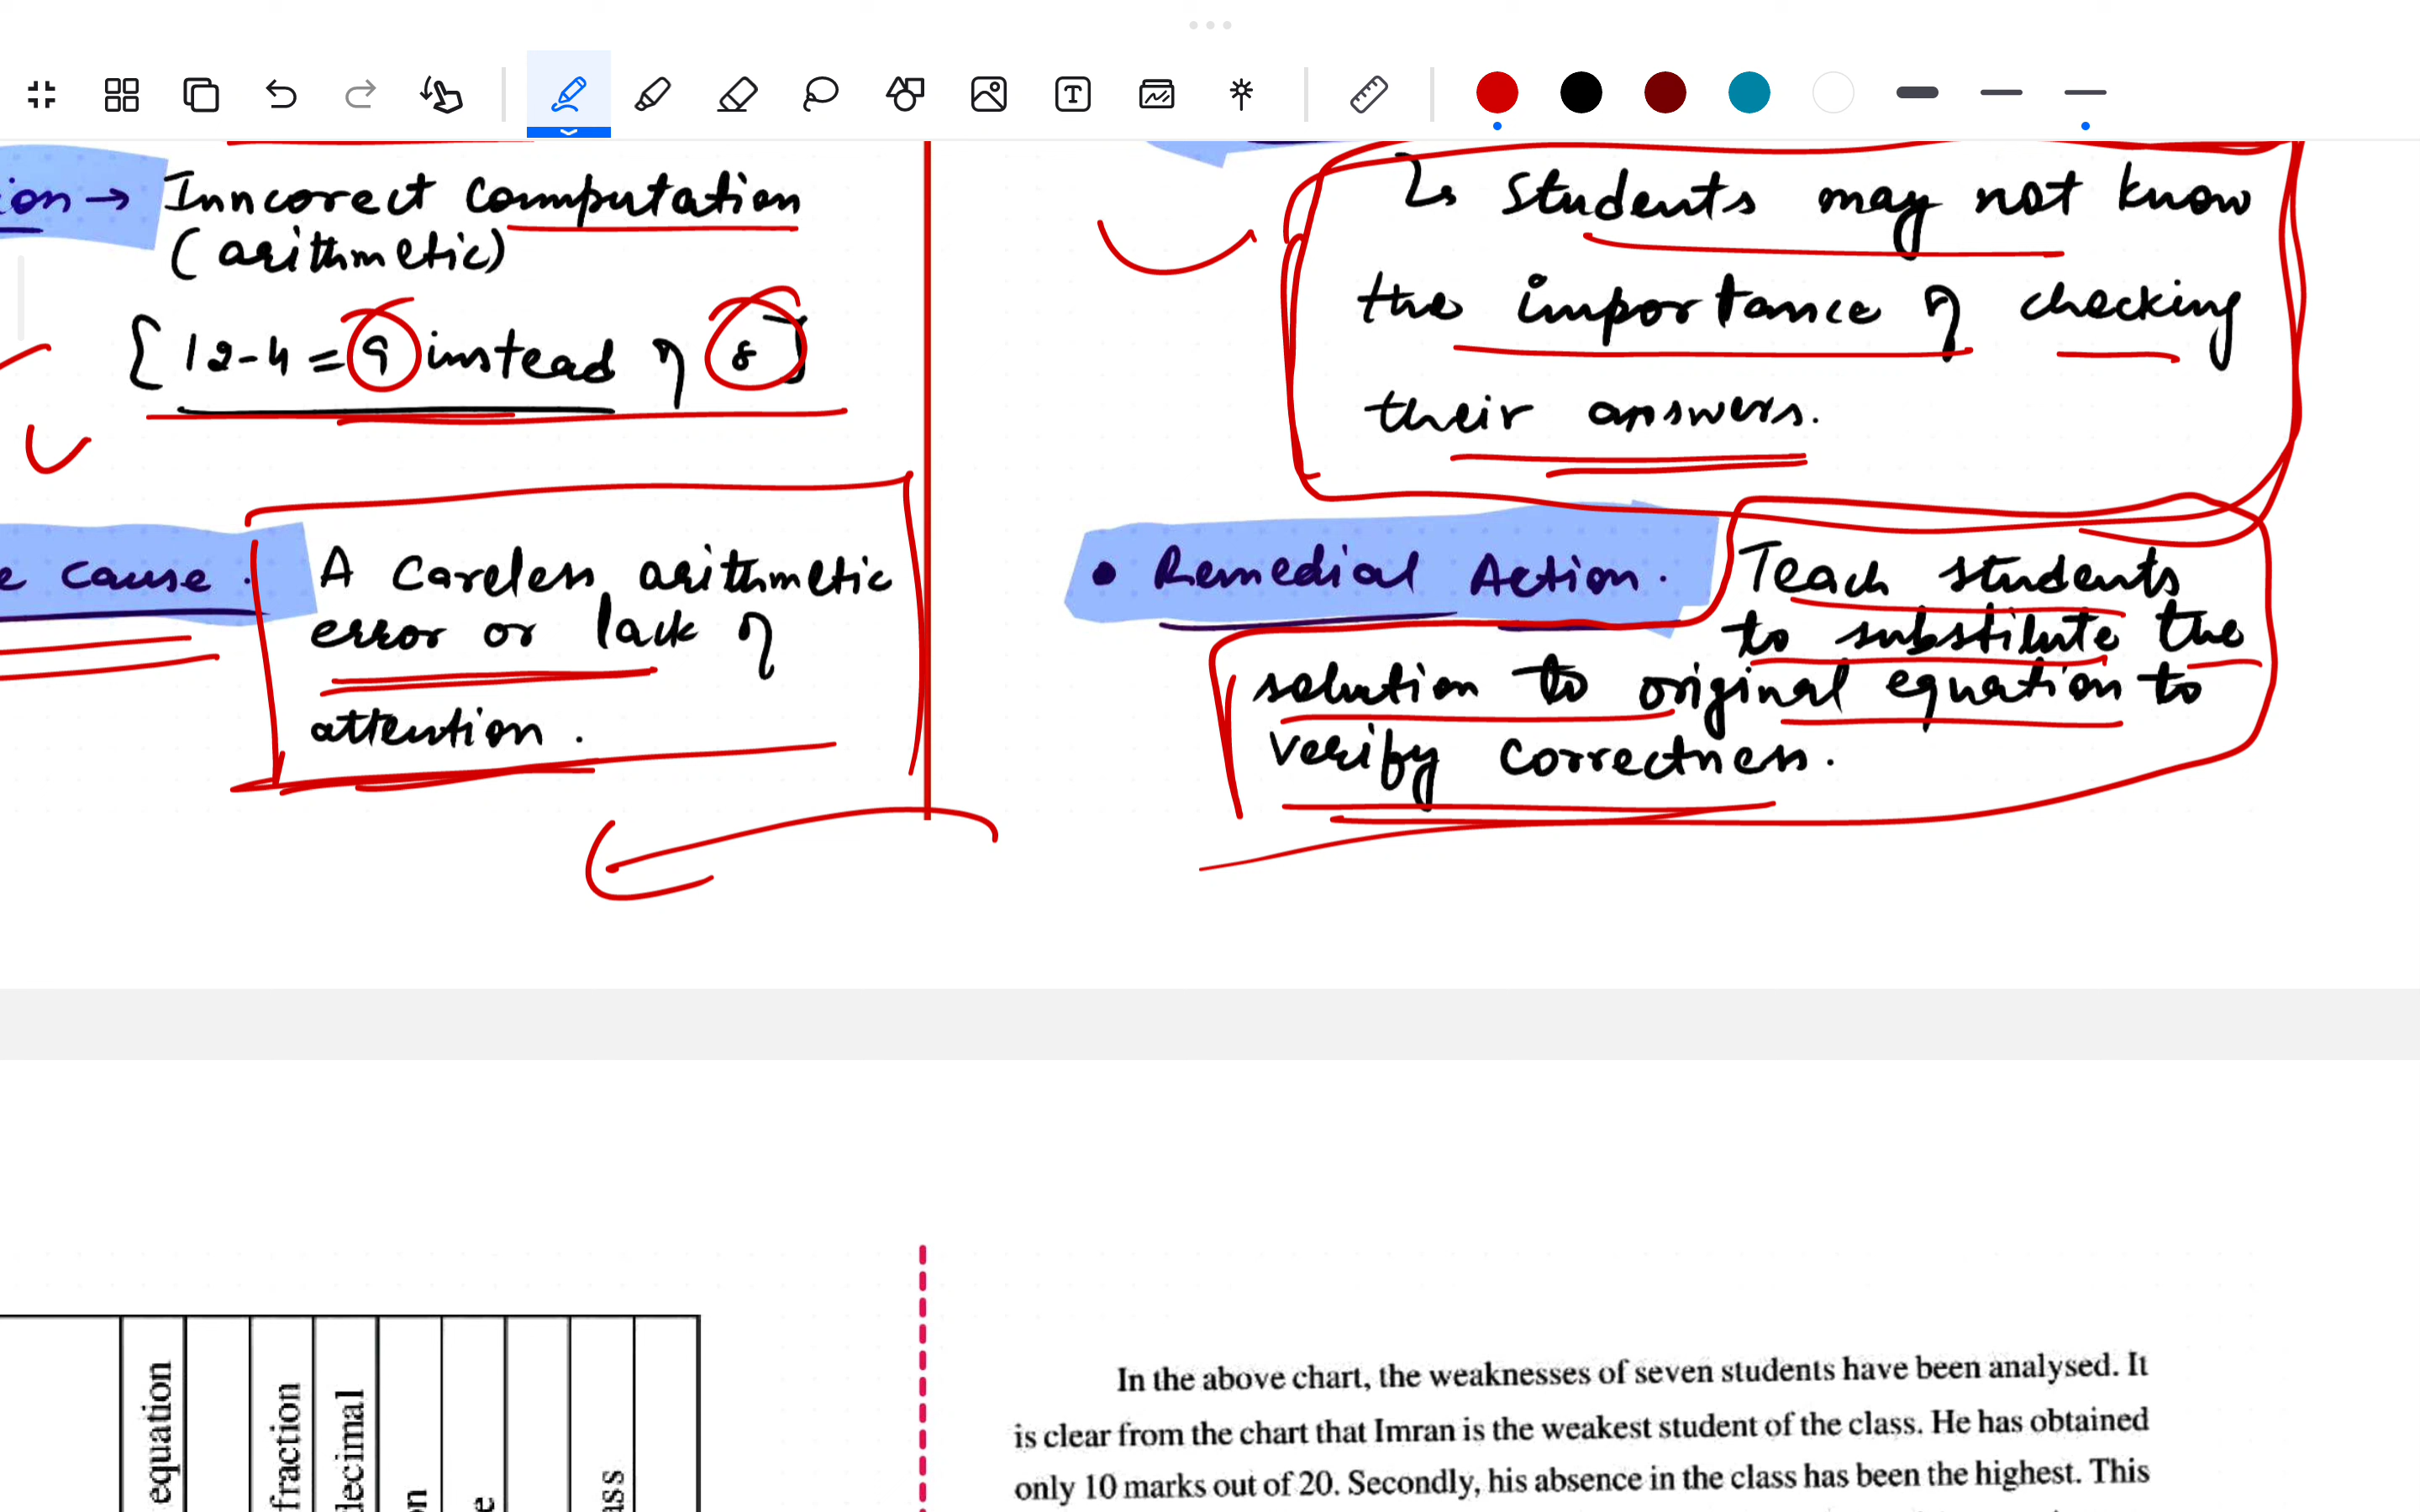 ion → Inncorect Computation
(arithmetic)
[12-4 = 9 instead of 8]
e cause. A Careless arithmetic
error or lack of
attention.
↳ Students may not know
the importance of checking
their answers.
• Remedial Action. Teach students
to substitute the
solution to original equation to
verify correctness.
equation
fraction
decimal
n
e
ass
In the above chart, the weaknesses of seven students have been analysed. It
is clear from the chart that Imran is the weakest student of the class. He has obtained
only 10 marks out of 20. Secondly, his absence in the class has been the highest. This